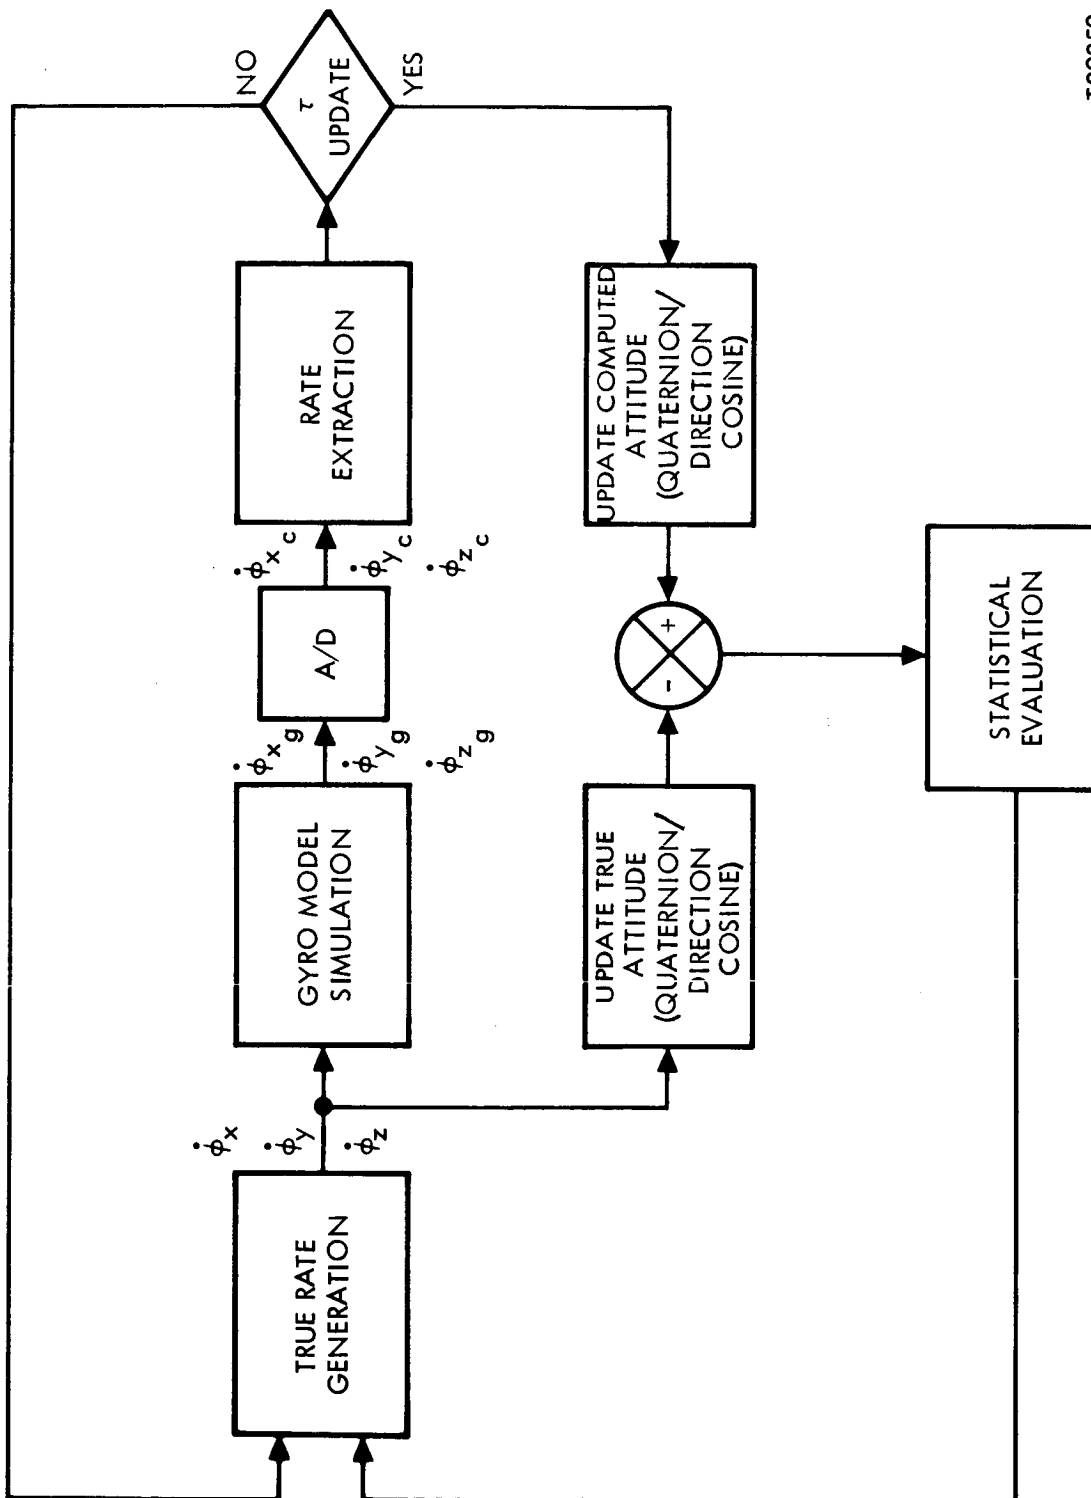 TRUE RATE
GENERATION
φ̇x
φ̇y
φ̇z
GYRO MODEL
SIMULATION
φ̇x g
φ̇y g
φ̇z g
A/D
φ̇x c
φ̇y c
φ̇z c
RATE
EXTRACTION
τ
UPDATE
NO
YES
UPDATE TRUE
ATTITUDE
(QUATERNION/
DIRECTION
COSINE)
- +
UPDATE COMPUTED
ATTITUDE
(QUATERNION/
DIRECTION
COSINE)
STATISTICAL
EVALUATION